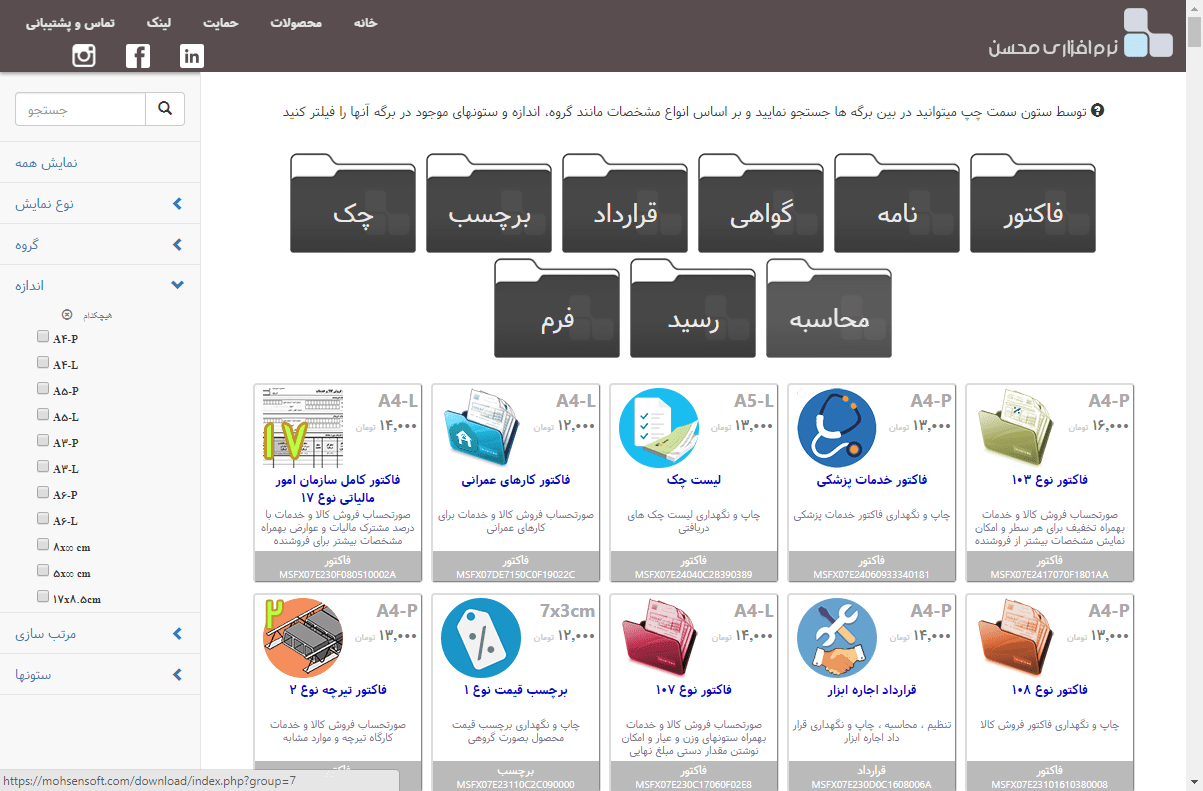 خانه
محصولات
حمایت
لینک
تماس و پشتیبانی
نرم‌افزاری محسن
جستجو
نمایش همه
نوع نمایش
گروه
اندازه
هیچکدام
A۴-P
A۴-L
A۵-P
A۵-L
A۳-P
A۳-L
A۶-P
A۶-L
۸x∞ cm
۵x∞ cm
۱۷x۸.۵cm
مرتب سازی
ستونها
توسط ستون سمت چپ میتوانید در بین برگه ها جستجو نمایید و بر اساس انواع مشخصات مانند گروه، اندازه و ستونهای موجود در برگه آنها را فیلتر کنید
فاکتور
نامه
گواهی
قرارداد
برچسب
چک
محاسبه
رسید
فرم
A4-P
۱۶,۰۰۰ تومان
فاکتور نوع ۱۰۳
صورتحساب فروش کالا و خدمات
بهمراه تخفیف برای هر سطر و امکان
نمایش مشخصات بیشتر از فروشنده
فاکتور
MSFX07E2417070F1801AA
A4-P
۱۳,۰۰۰ تومان
فاکتور خدمات پزشکی
چاپ و نگهداری فاکتور خدمات پزشکی
فاکتور
MSFX07E24060933340181
A5-L
۱۳,۰۰۰ تومان
لیست چک
چاپ و نگهداری لیست چک های
دریافتی
فاکتور
MSFX07E24040C2B390389
A4-L
۱۲,۰۰۰ تومان
فاکتور کارهای عمرانی
صورتحساب فروش کالا و خدمات برای
کارهای عمرانی
فاکتور
MSFX07DE7150C0F19022C
A4-L
۱۴,۰۰۰ تومان
۱۷
فاکتور کامل سازمان امور
مالیاتی نوع ۱۷
صورتحساب فروش کالا و خدمات با
درصد مشترک مالیات و عوارض بهمراه
مشخصات بیشتر برای فروشنده
فاکتور
MSFX07E230F080510002A
A4-P
۱۳,۰۰۰ تومان
فاکتور نوع ۱۰۸
چاپ و نگهداری فاکتور فروش کالا
فاکتور
MSFX07E23101610380008
A4-P
۱۴,۰۰۰ تومان
قرارداد اجاره ابزار
تنظیم ، محاسبه ، چاپ و نگهداری قرار
داد اجاره ابزار
قرارداد
MSFX07E230D0C1608006A
A4-L
۱۴,۰۰۰ تومان
فاکتور نوع ۱۰۷
صورتحساب فروش کالا و خدمات
بهمراه ستونهای وزن و عیار و امکان
نوشتن مقدار دستی مبلغ نهایی
فاکتور
MSFX07E230C17060F02E8
7x3cm
۱۲,۰۰۰ تومان
برچسب قیمت نوع ۱
چاپ و نگهداری برچسب قیمت
محصول بصورت گروهی
برچسب
MSFX07E23110C2C090000
A4-P
۱۳,۰۰۰ تومان
۲
فاکتور تیرچه نوع ۲
صورتحساب فروش کالا و خدمات
کارگاه تیرچه و موارد مشابه
https://mohsensoft.com/download/index.php?group=7